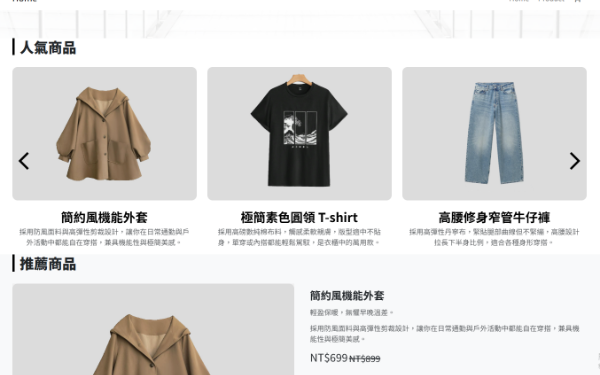 人氣商品
簡約風機能外套
極簡素色圓領 T-shirt
高腰修身窄管牛仔褲
採用防風面料與高彈性剪裁設計，讓你在日常通勤與戶
外活動中都能自在穿搭，兼具機能性與極簡美感。
採用高磅數純棉布料，觸感柔軟親膚，版型適中不貼
身，單穿或內搭都能輕鬆駕馭，是衣櫃中的萬用款。
採用高彈性丹寧布，緊貼腿部曲線但不緊繃，高腰設計
拉長下半身比例，適合各種身形穿搭。
推薦商品
簡約風機能外套
輕盈保暖，無懼早晚溫差。
採用防風面料與高彈性剪裁設計，讓你在日常通勤與戶外活動中都能自在穿搭，兼具機
能性與極簡美感。
NT$699 NT$899